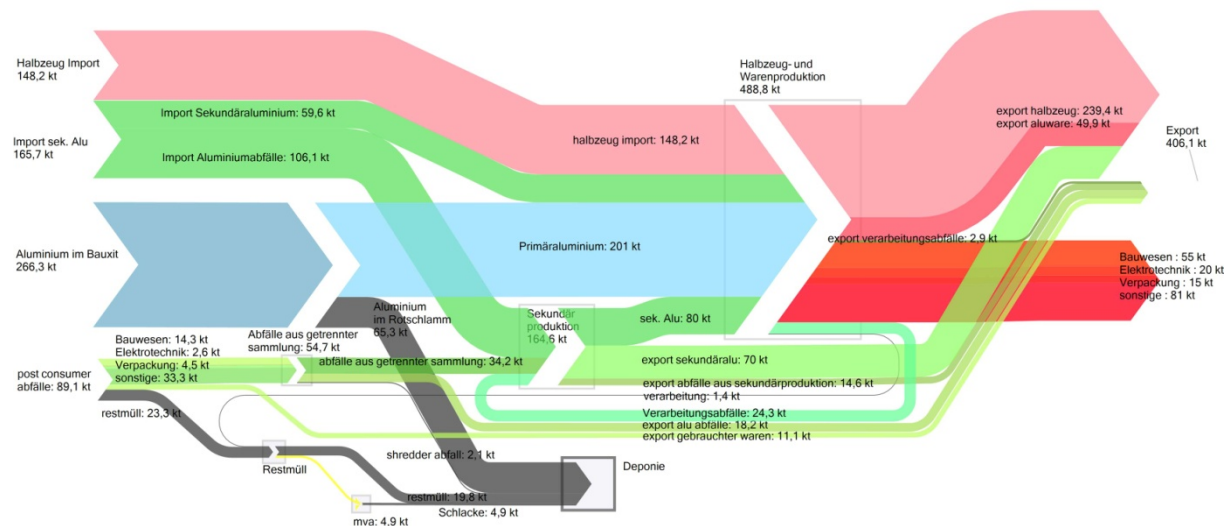 Halbzeug Import
148,2 kt
Import Sekundäraluminium: 59,6 kt
Import sek. Alu
165,7 kt
Import Aluminiumabfälle: 106,1 kt
halbzeug import: 148,2 kt
Halbzeug- und
Warenproduktion
488,8 kt
export halbzeug: 239,4 kt
export aluware: 49,9 kt
Export
406,1 kt
Aluminium im Bauxit
266,3 kt
Primäraluminium: 201 kt
export verarbeitungsabfälle: 2,9 kt
Bauwesen : 55 kt
Elektrotechnik : 20 kt
Verpackung : 15 kt
sonstige : 81 kt
Aluminium
im Rotschlamm
65,3 kt
Sekundär
produktion
164,6 kt
sek. Alu: 80 kt
Bauwesen: 14,3 kt
Elektrotechnik: 2,6 kt
Verpackung: 4,5 kt
sonstige: 33,3 kt
Abfälle aus getrennter
sammlung: 54,7 kt
abfälle aus getrennter sammlung: 34,2 kt
export sekundäralu: 70 kt
post consumer
abfälle: 89,1 kt
export abfälle aus sekundärproduktion: 14,6 kt
verarbeitung: 1,4 kt
restmüll: 23,3 kt
Verarbeitungsabfälle: 24,3 kt
export alu abfälle: 18,2 kt
export gebrauchter waren: 11,1 kt
shredder abfall: 2,1 kt
Restmüll
Deponie
restmüll: 19,8 kt
Schlacke: 4,9 kt
mva: 4,9 kt